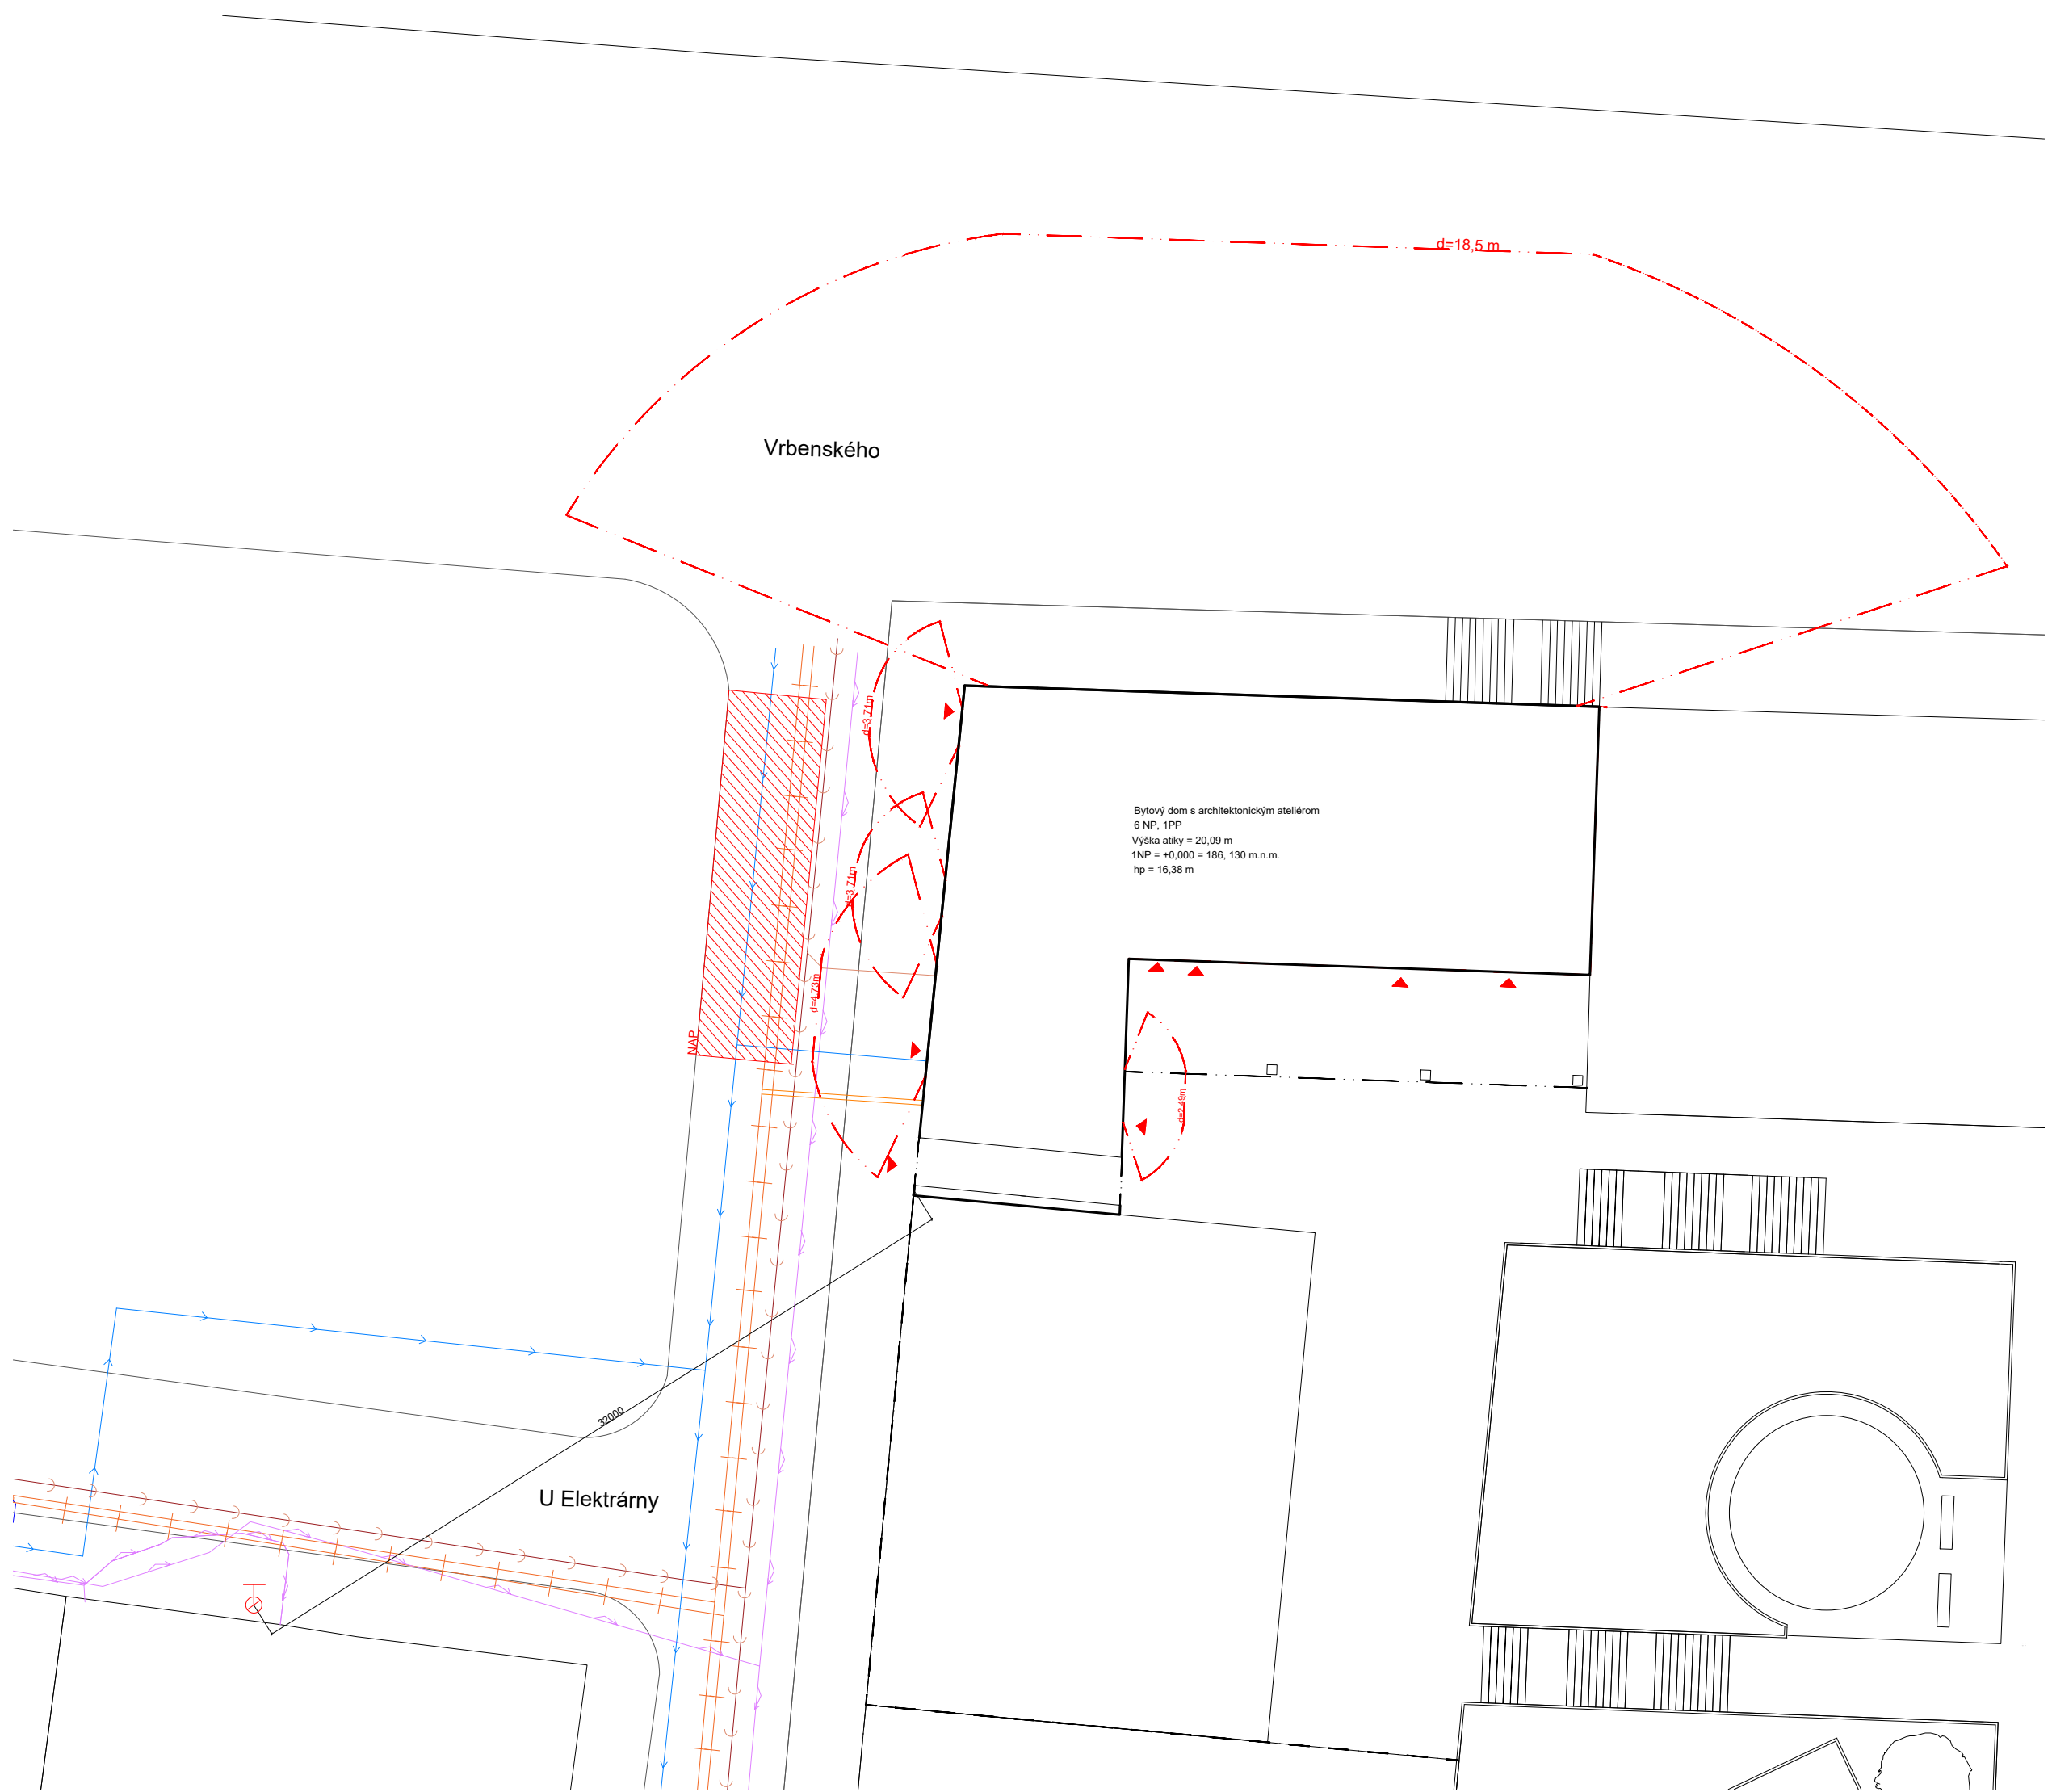 d=18,5 m
Vrbenského
d=3,71m
Bytový dom s architektonickým ateliérom
6 NP, 1PP
Výška atiky = 20,09 m
1NP = +0,000 = 186, 130 m.n.m.
hp = 16,38 m
d=3,71m
d=4,73m
NAP
d=2,49m
32000
U Elektrárny